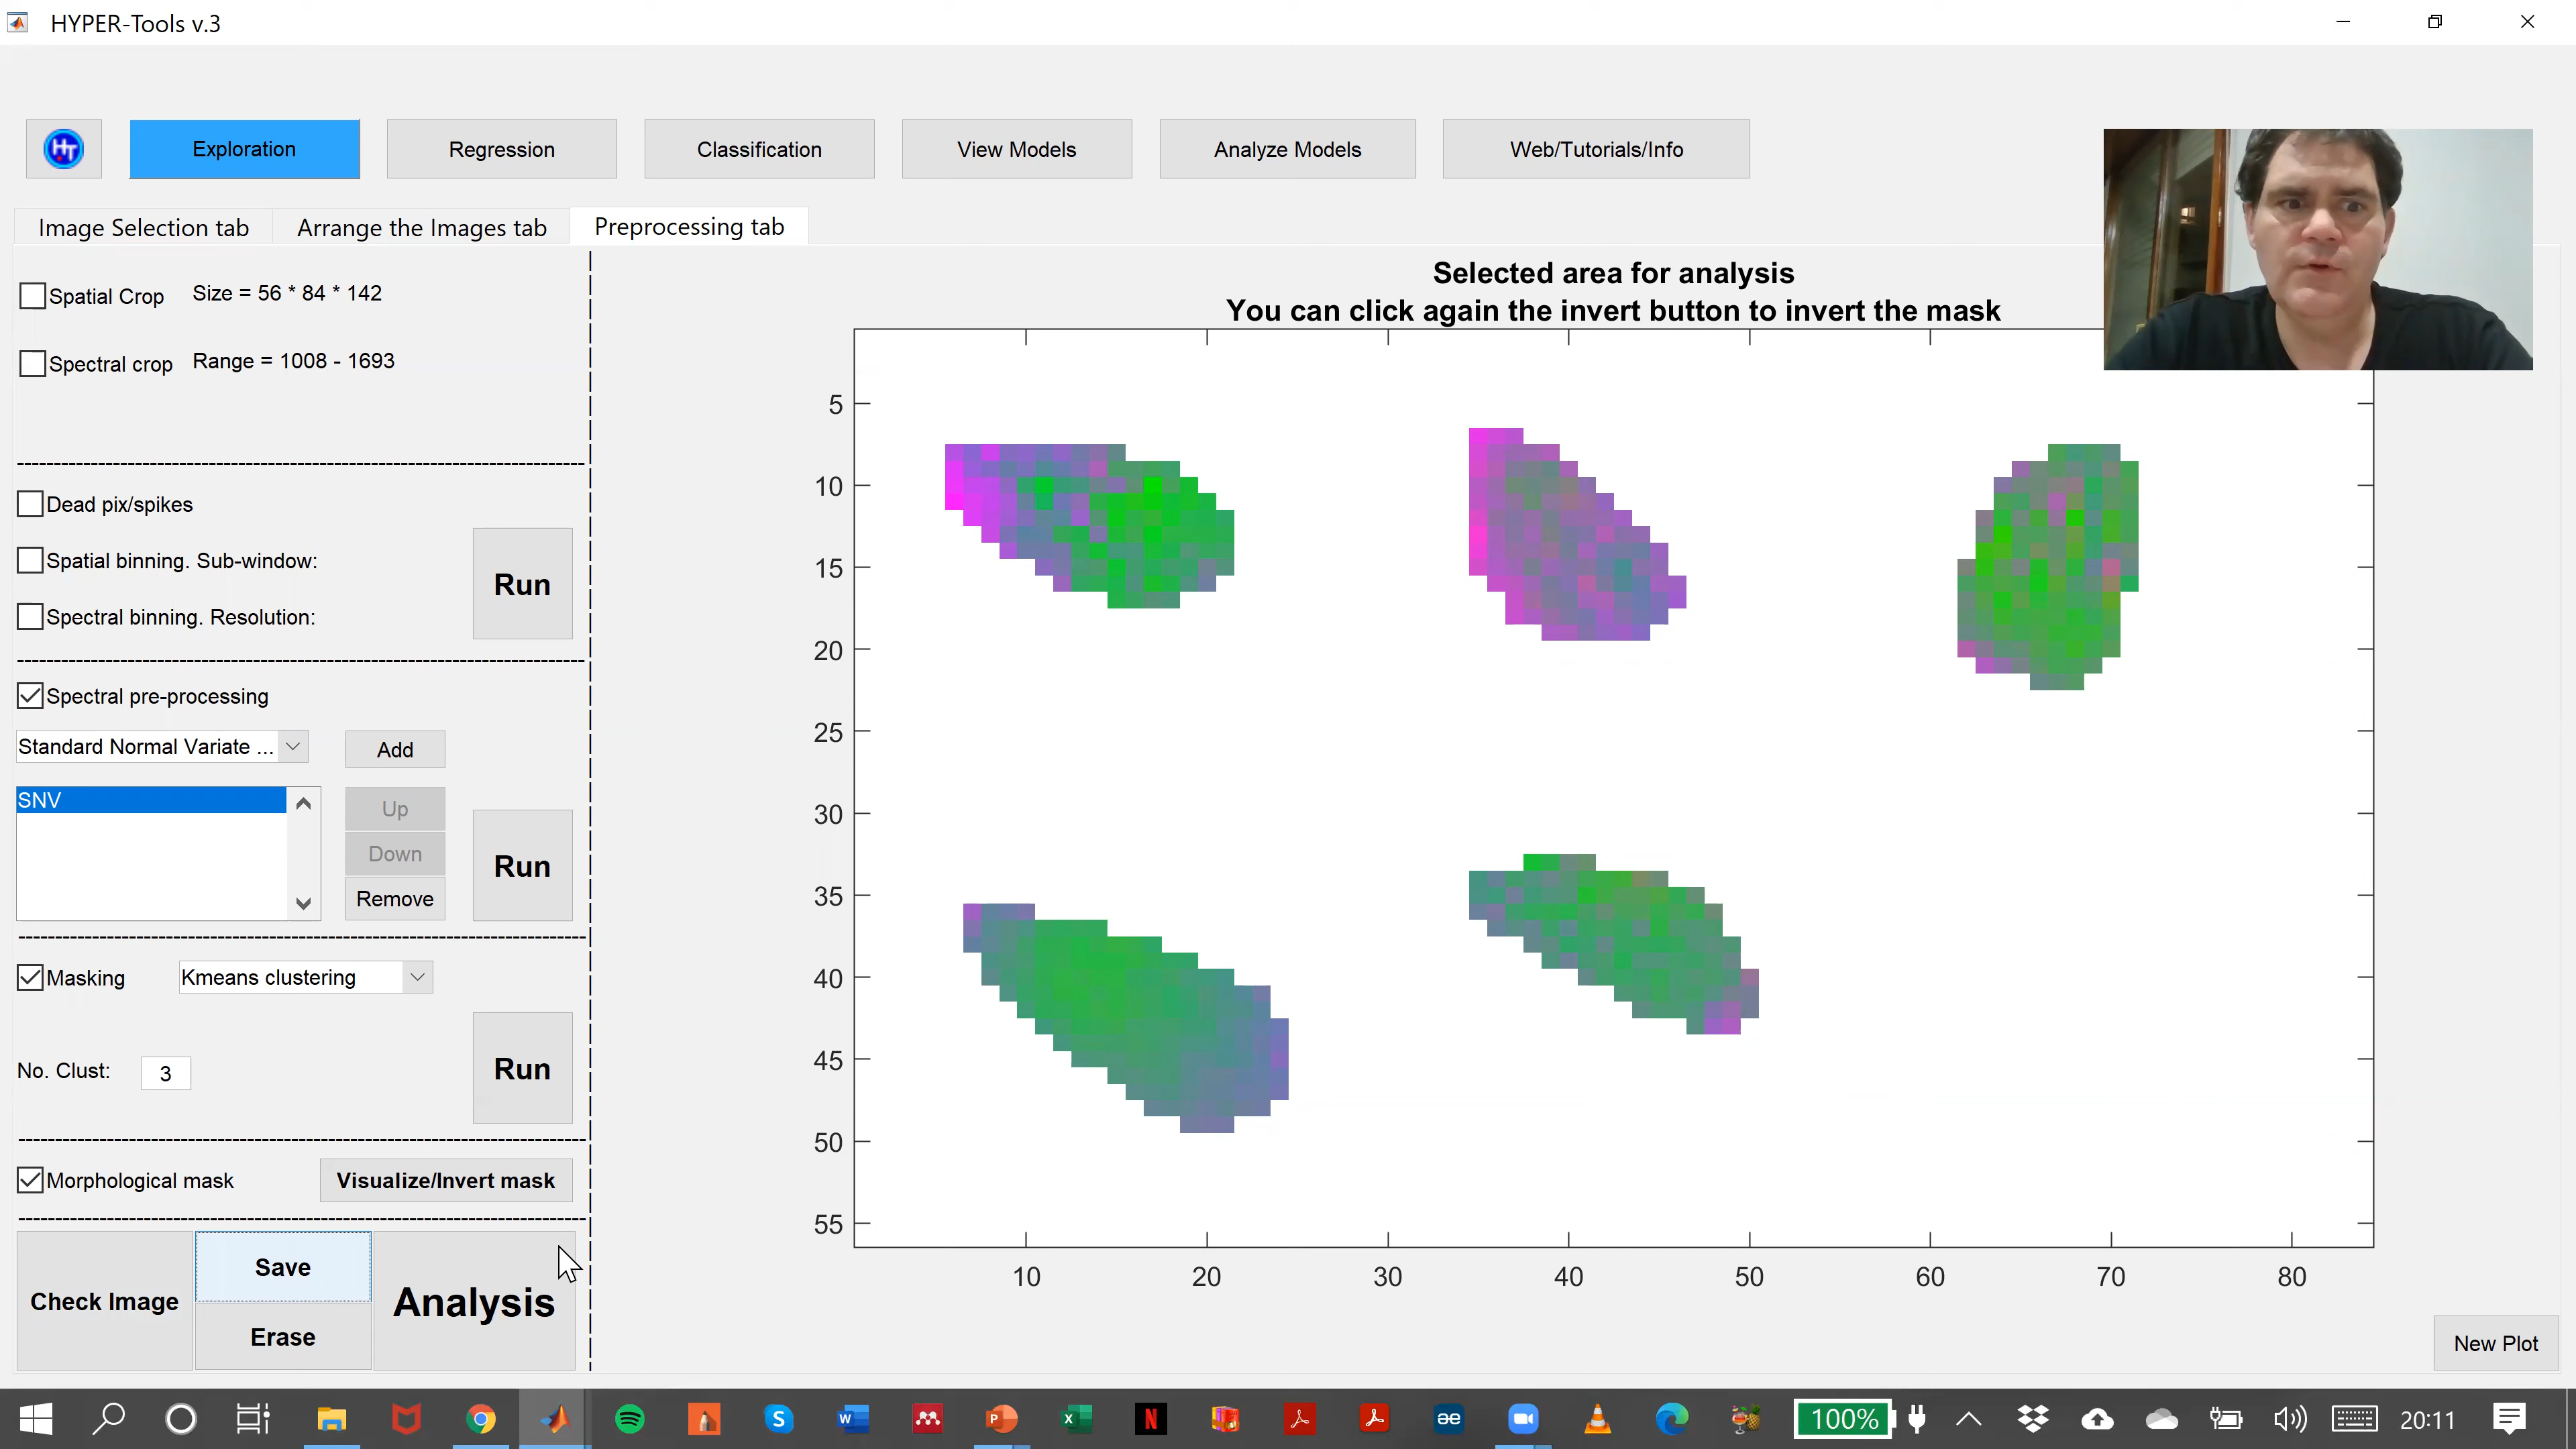 HYPER-Tools v.3
HT
Exploration
Regression
Classification
View Models
Analyze Models
Web/Tutorials/Info
Image Selection tab
Arrange the Images tab
Preprocessing tab
Spatial Crop
Size = 56 * 84 * 142
Spectral crop
Range = 1008 - 1693
Dead pix/spikes
Spatial binning. Sub-window:
Spectral binning. Resolution:
Run
Spectral pre-processing
Standard Normal Variate ...
Add
SNV
Up
Down
Remove
Run
Masking
Kmeans clustering
No. Clust:
3
Run
Morphological mask
Visualize/Invert mask
Check Image
Save
Erase
Analysis
Selected area for analysis
You can click again the invert button to invert the mask
5
10
15
20
25
30
35
40
45
50
55
10
20
30
40
50
60
70
80
New Plot
100%
20:11